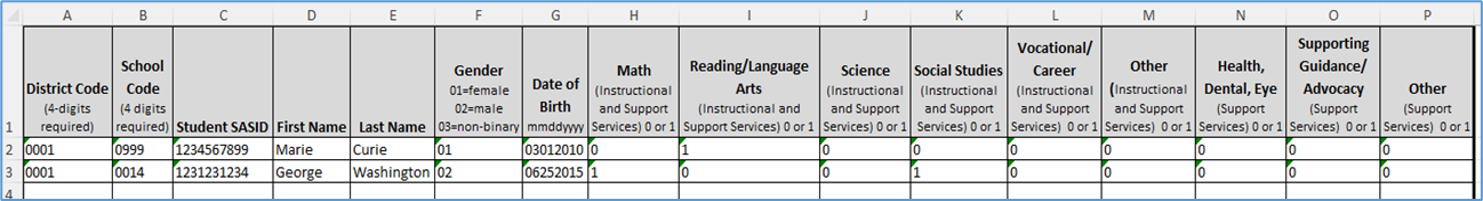 A B C D E F G H I J K L M N O P
1 District Code (4-digits required) School Code (4 digits required) Student SASID First Name Last Name Gender 01=female 02=male 03=non-binary Date of Birth mmddyyyy Math (Instructional and Support Services) 0 or 1 Reading/Language Arts (Instructional and Support Services) 0 or 1 Science (Instructional and Support Services) 0 or 1 Social Studies (Instructional and Support Services) 0 or 1 Vocational/ Career (Instructional and Support Services) 0 or 1 Other (Instructional and Support Services) 0 or 1 Health, Dental, Eye (Support Services) 0 or 1 Supporting Guidance/ Advocacy (Support Services) 0 or 1 Other (Support Services) 0 or 1
2 0001 0999 1234567899 Marie Curie 01 03012010 0 1 0 0 0 0 0 0 0
3 0001 0014 1231231234 George Washington 02 06252015 1 0 0 1 0 0 0 0 0
4